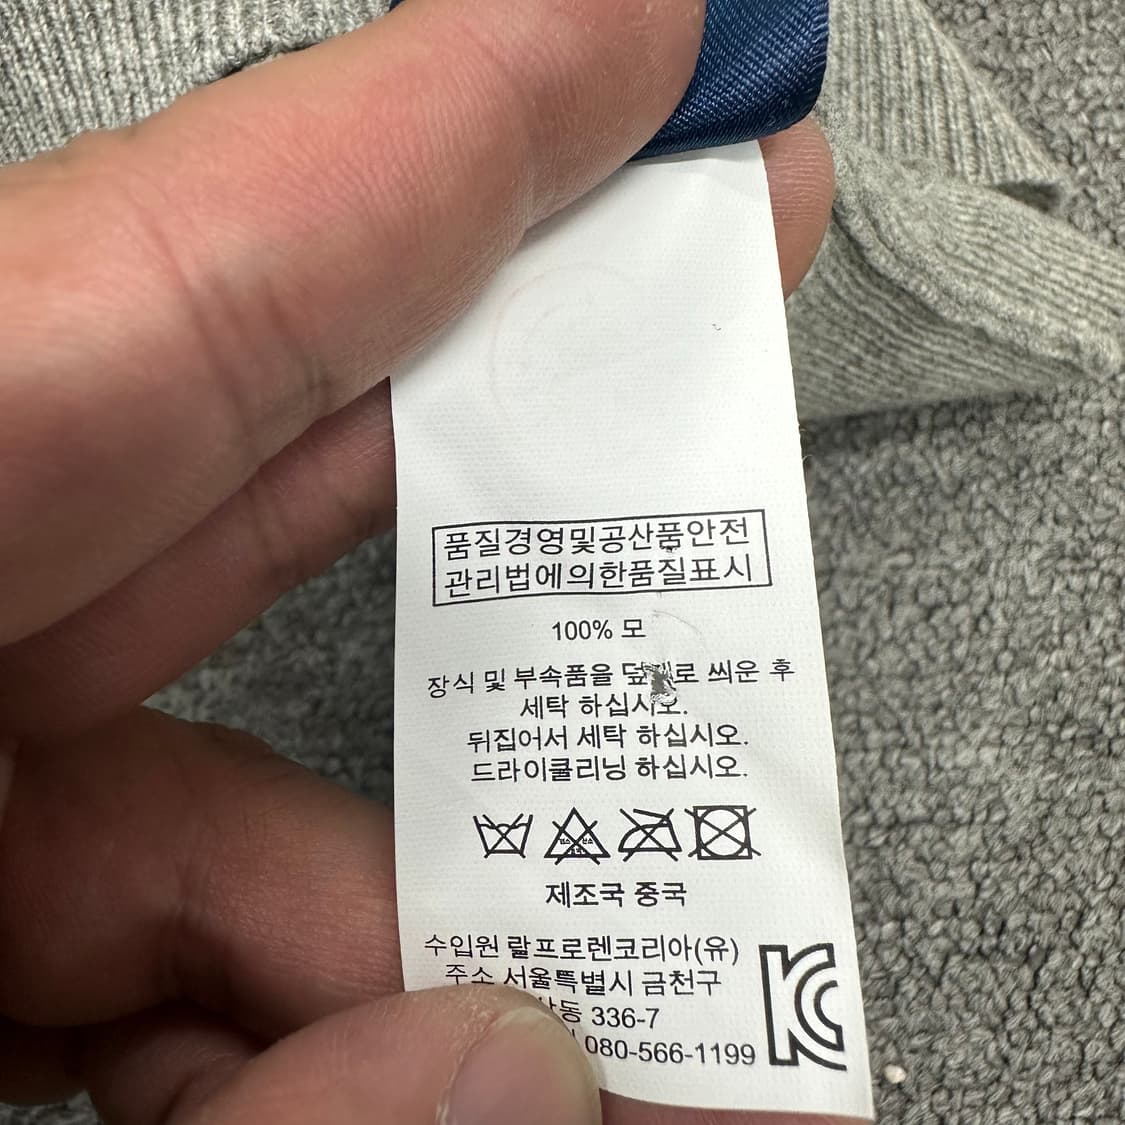 품질경영및공산품안전
관리법에의한품질표시
100% 모
장식 및 부속품을 씌운 후
세탁 하십시오.
뒤집어서 세탁 하십시오.
드라이클리닝 하십시오.
제조국 중국
수입원 랄프로렌코리아(유)
주소 서울특별시 금천구
336-7
080-566-1199